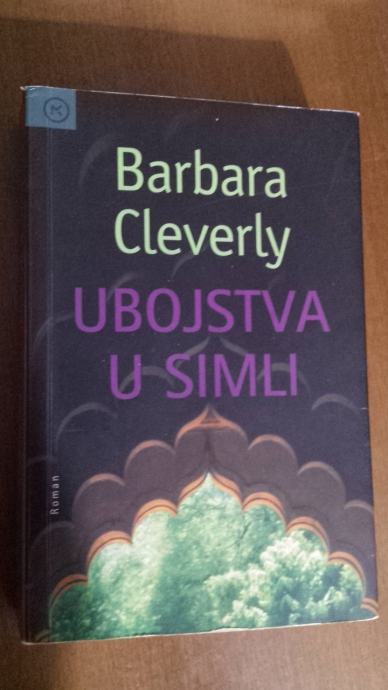 Barbara
Cleverly
UBOJSTVA
U SIMLI
Roman